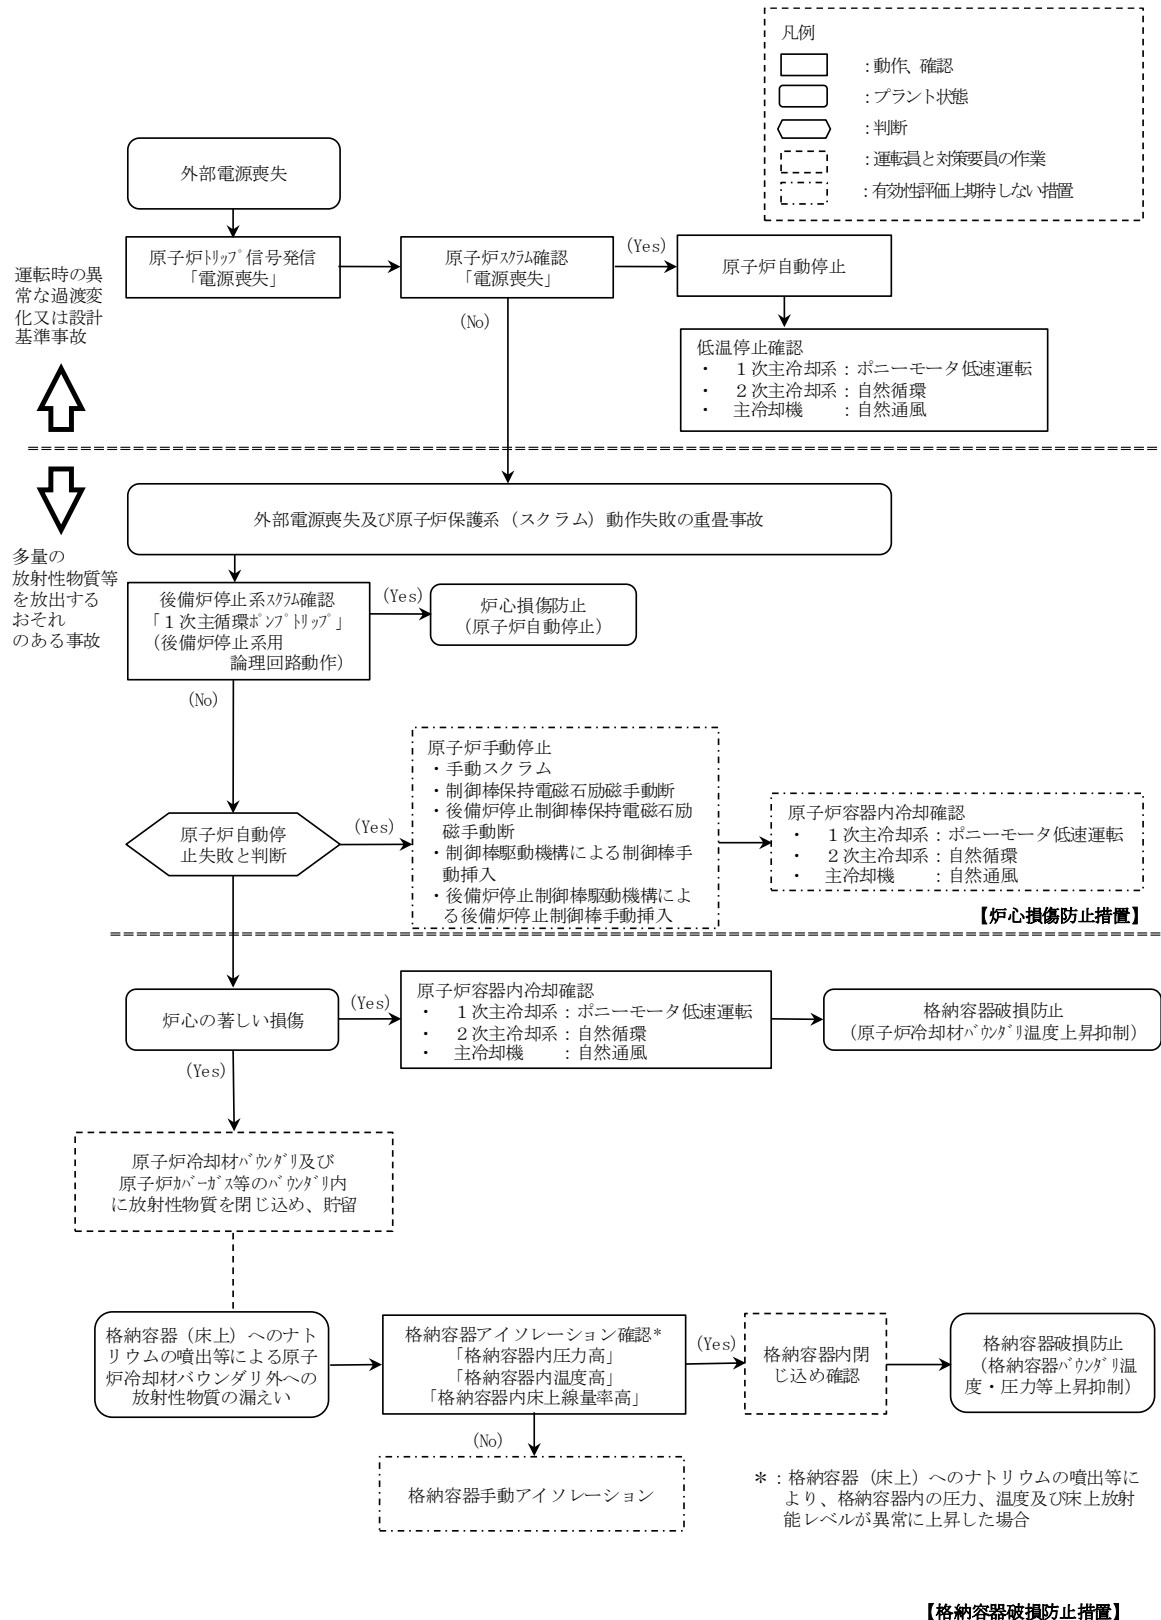 凡例
：動作、確認
：プラント状態
：判断
：運転員と対策要員の作業
：有効性評価上期待しない措置
外部電源喪失
運転時の異
常な過渡変
化又は設計
基準事故
原子炉ﾄﾘｯﾌﾟ信号発信
「電源喪失」
原子炉ｽｸﾗﾑ確認
「電源喪失」
(Yes)
原子炉自動停止
(No)
低温停止確認
・ １次主冷却系：ポニーモータ低速運転
・ ２次主冷却系：自然循環
・ 主冷却機 ：自然通風
外部電源喪失及び原子炉保護系（スクラム）動作失敗の重畳事故
多量の
放射性物質等
を放出する
おそれ
のある事故
後備炉停止系ｽｸﾗﾑ確認
「１次主循環ﾎﾟﾝﾌﾟﾄﾘｯﾌﾟ」
（後備炉停止系用
論理回路動作）
(Yes)
炉心損傷防止
（原子炉自動停止）
(No)
原子炉自動停
止失敗と判断
(Yes)
原子炉手動停止
・手動スクラム
・制御棒保持電磁石励磁手動断
・後備炉停止制御棒保持電磁石励
磁手動断
・制御棒駆動機構による制御棒手
動挿入
・後備炉停止制御棒駆動機構によ
る後備炉停止制御棒手動挿入
原子炉容器内冷却確認
・ １次主冷却系：ポニーモータ低速運転
・ ２次主冷却系：自然循環
・ 主冷却機 ：自然通風
【炉心損傷防止措置】
炉心の著しい損傷
(Yes)
原子炉容器内冷却確認
・ １次主冷却系：ポニーモータ低速運転
・ ２次主冷却系：自然循環
・ 主冷却機 ：自然通風
格納容器破損防止
（原子炉冷却材ﾊﾞｳﾝﾀﾞﾘ温度上昇抑制）
(Yes)
原子炉冷却材ﾊﾞｳﾝﾀﾞﾘ及び
原子炉ｶﾊﾞｰｶﾞｽ等のﾊﾞｳﾝﾀﾞﾘ内
に放射性物質を閉じ込め、貯留
格納容器（床上）へのナト
リウムの噴出等による原子
炉冷却材バウンダリ外への
放射性物質の漏えい
格納容器アイソレーション確認*
「格納容器内圧力高」
「格納容器内温度高」
「格納容器内床上線量率高」
(Yes)
格納容器内閉
じ込め確認
格納容器破損防止
（格納容器ﾊﾞｳﾝﾀﾞﾘ温
度・圧力等上昇抑制）
(No)
格納容器手動アイソレーション
＊：格納容器（床上）へのナトリウムの噴出等に
より、格納容器内の圧力、温度及び床上放射
能レベルが異常に上昇した場合
【格納容器破損防止措置】